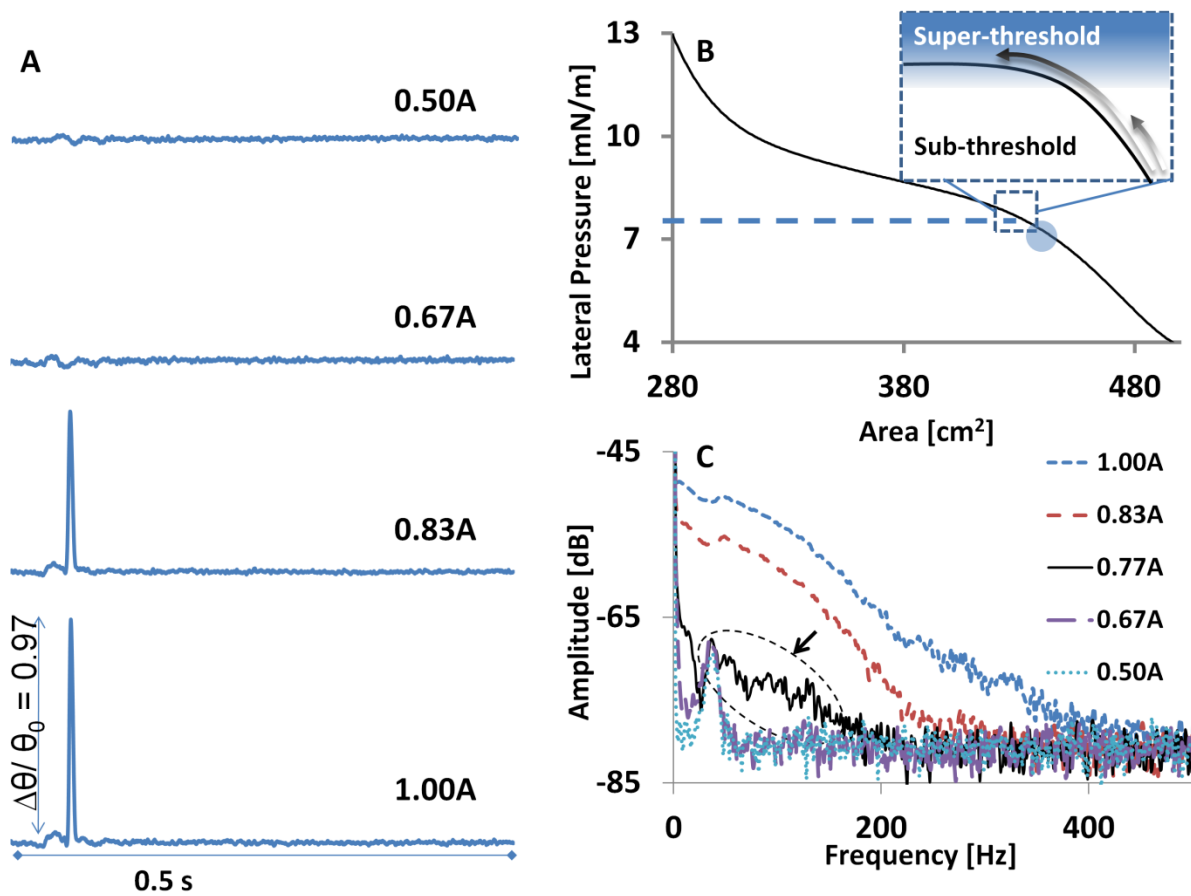 A
0.50A
0.67A
0.83A
Δθ/θ₀ = 0.97
1.00A
0.5 s
B
Lateral Pressure [mN/m]
13
10
7
4
280
380
480
Area [cm²]
Super-threshold
Sub-threshold
C
Amplitude [dB]
-45
-65
-85
0
200
400
Frequency [Hz]
1.00A
0.83A
0.77A
0.67A
0.50A